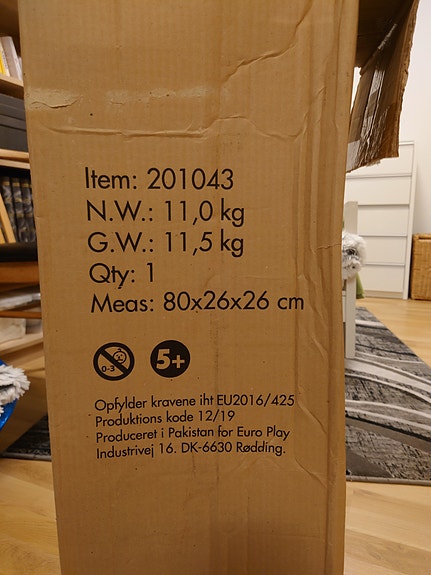 Item: 201043
N.W.: 11,0 kg
G.W.: 11,5 kg
Qty: 1
Meas: 80x26x26 cm
0-3 5+
Opfylder kravene iht EU2016/425
Produktions kode 12/19
Produceret i Pakistan for Euro Play
Industrivej 16. DK-6630 Rødding.